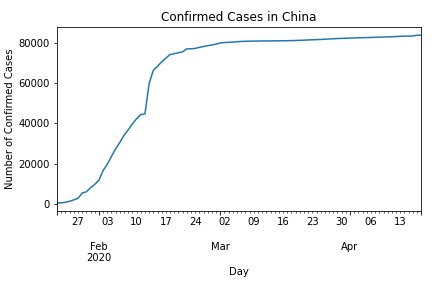 Confirmed Cases in China
Number of Confirmed Cases
80000
60000
40000
20000
0
27 03 10 17 24 02 09 16 23 30 06 13
Feb Mar Apr
2020
Day